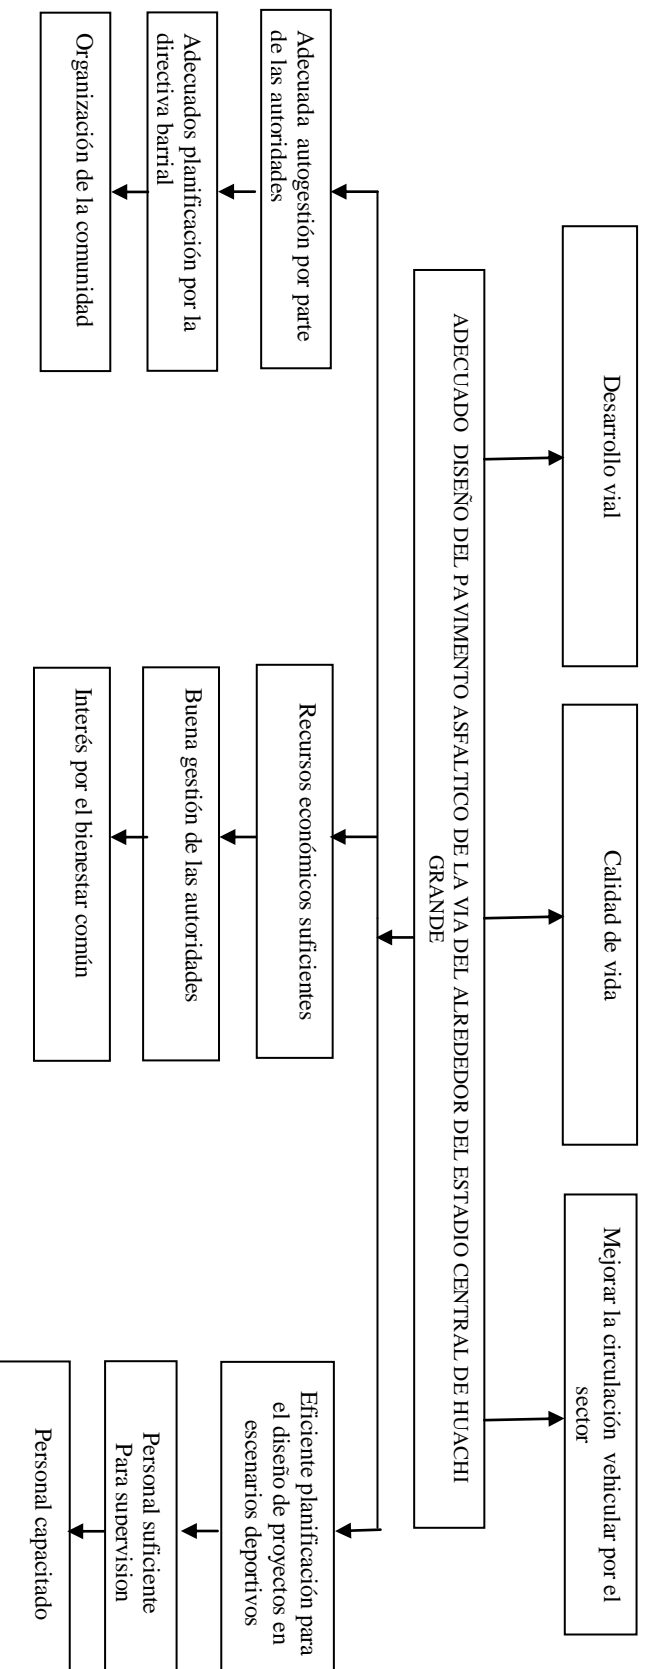 Desarrollo vial
Calidad de vida
Mejorar la circulación vehicular por el
sector
ADECUADO DISEÑO DEL PAVIMENTO ASFALTICO DE LA VIA DEL ALREDEDOR DEL ESTADIO CENTRAL DE HUACHI
GRANDE
Adecuada autogestión por parte
de las autoridades
Adecuados planificación por la
directiva barrial
Organización de la comunidad
Recursos económicos suficientes
Buena gestión de las autoridades
Interés por el bienestar común
Eficiente planificación para
el diseño de proyectos en
escenarios deportivos
Personal suficiente
Para supervision
Personal capacitado